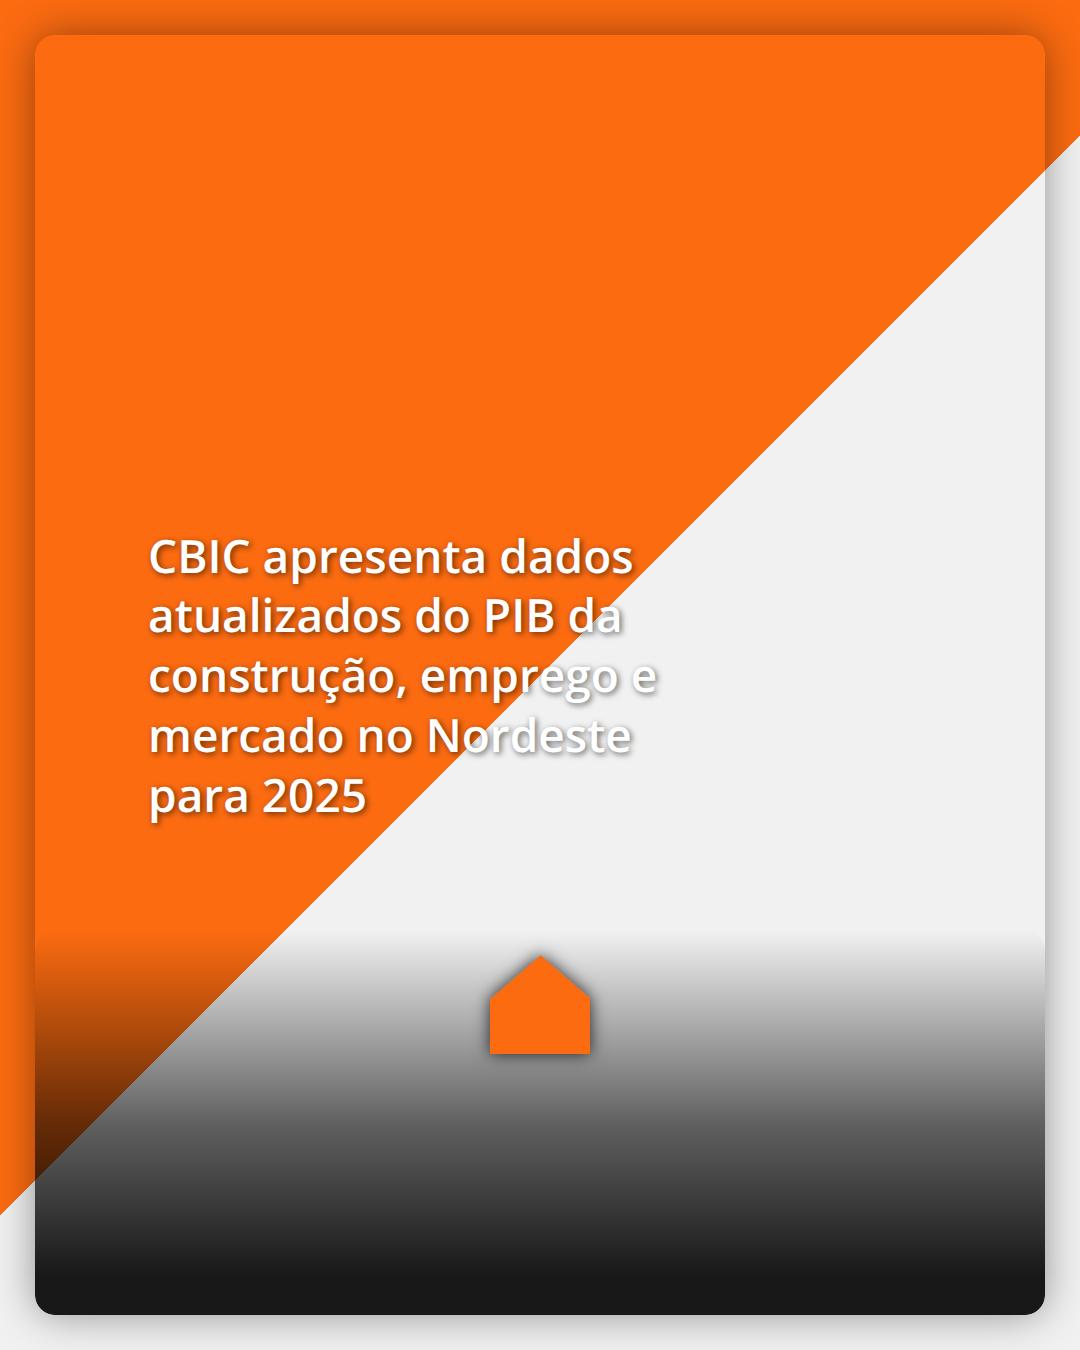 CBIC apresenta dados
atualizados do PIB da
construção, emprego e
mercado no Nordeste
para 2025